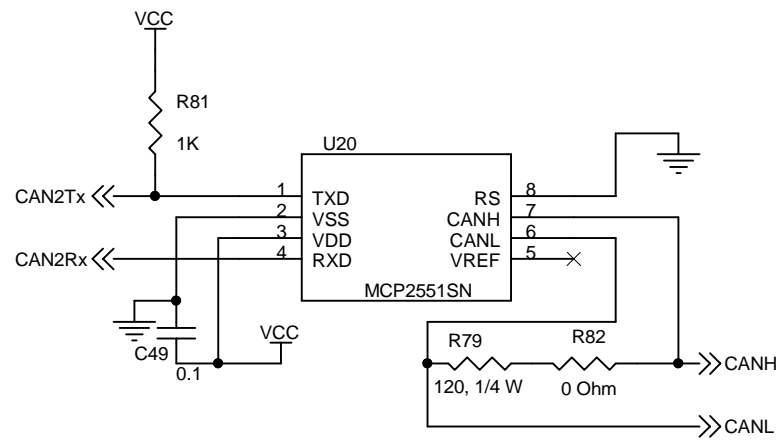 VCC
R81
1K
U20
CAN2Tx
1
TXD
RS
8
2
VSS
CANH
7
3
VDD
CANL
6
CAN2Rx
4
RXD
VREF
5
MCP2551SN
C49
0.1
VCC
R79
R82
120, 1/4 W
0 Ohm
CANH
CANL